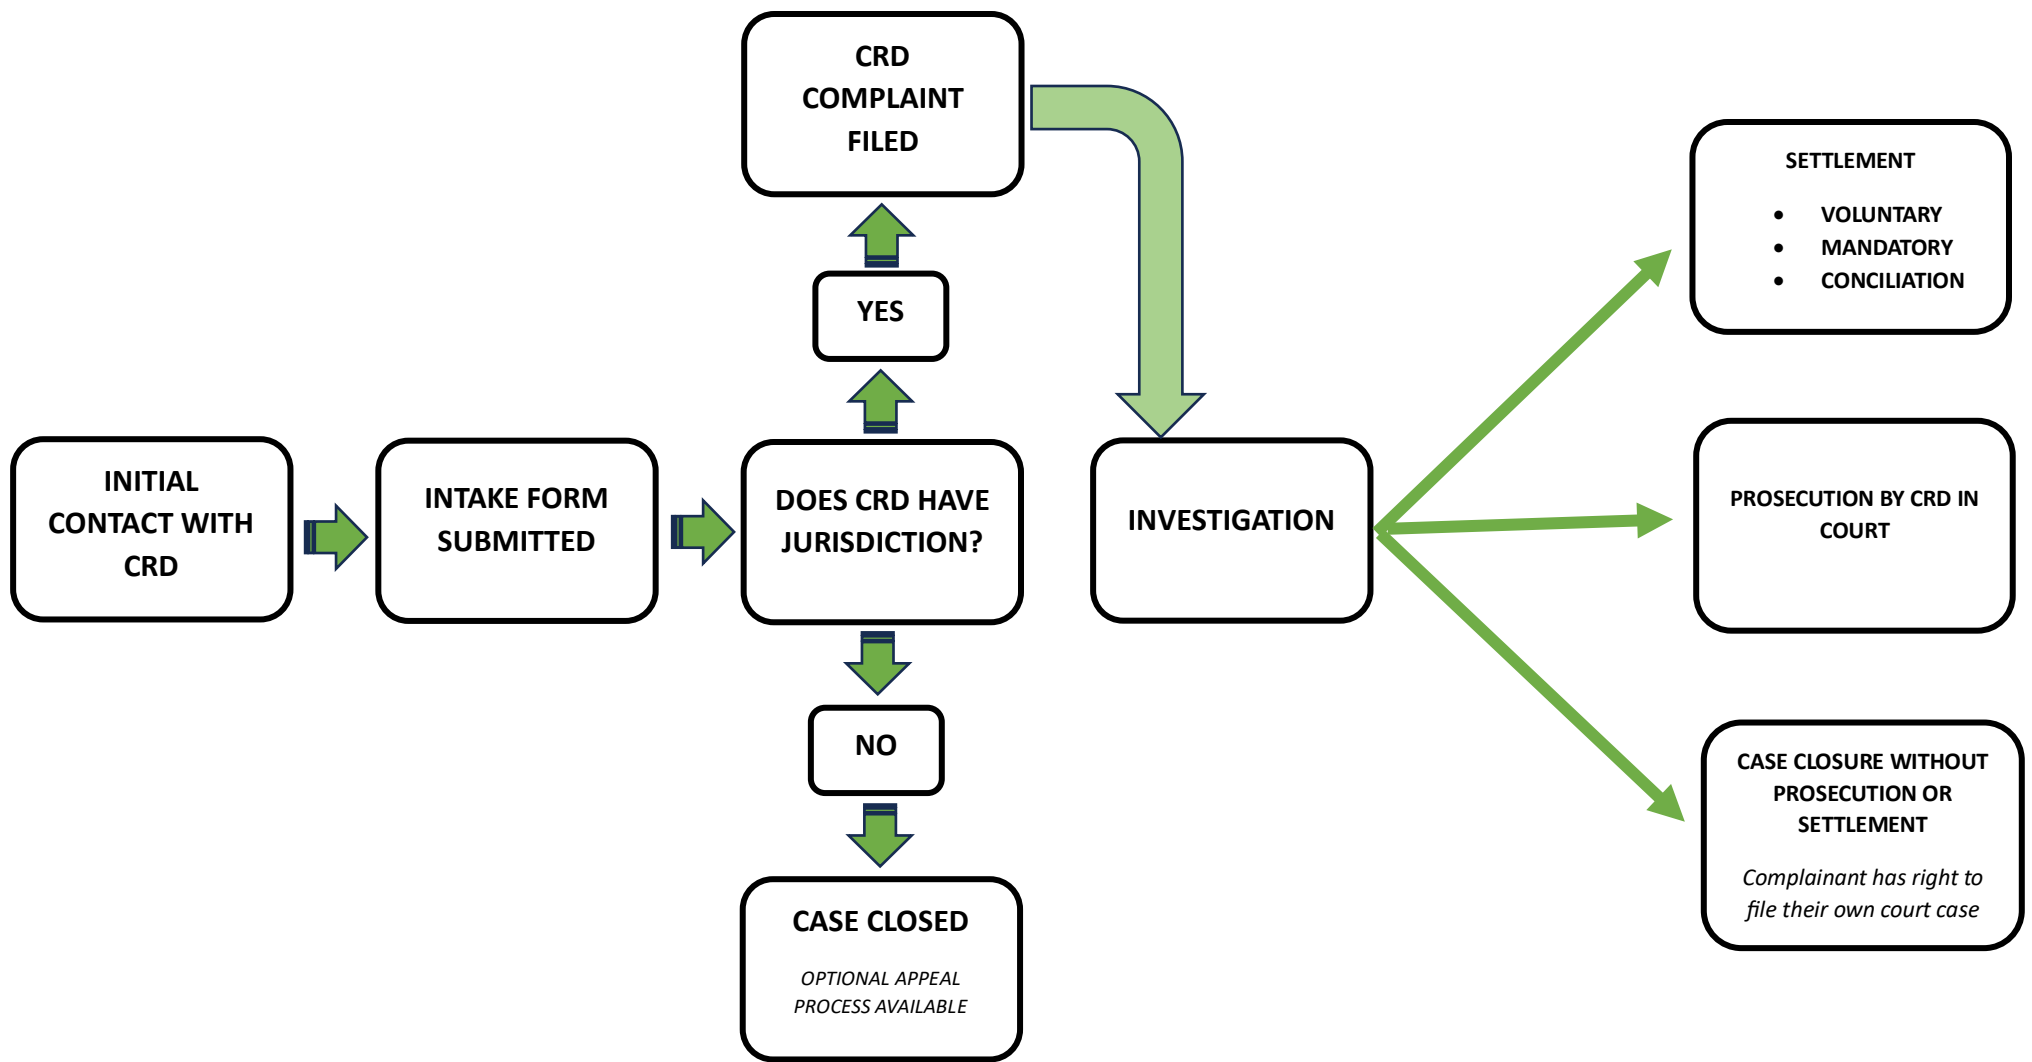 INITIAL
CONTACT WITH
CRD
INTAKE FORM
SUBMITTED
DOES CRD HAVE
JURISDICTION?
YES
CRD
COMPLAINT
FILED
NO
CASE CLOSED
OPTIONAL APPEAL
PROCESS AVAILABLE
INVESTIGATION
SETTLEMENT
• VOLUNTARY
• MANDATORY
• CONCILIATION
PROSECUTION BY CRD IN
COURT
CASE CLOSURE WITHOUT
PROSECUTION OR
SETTLEMENT
Complainant has right to
file their own court case